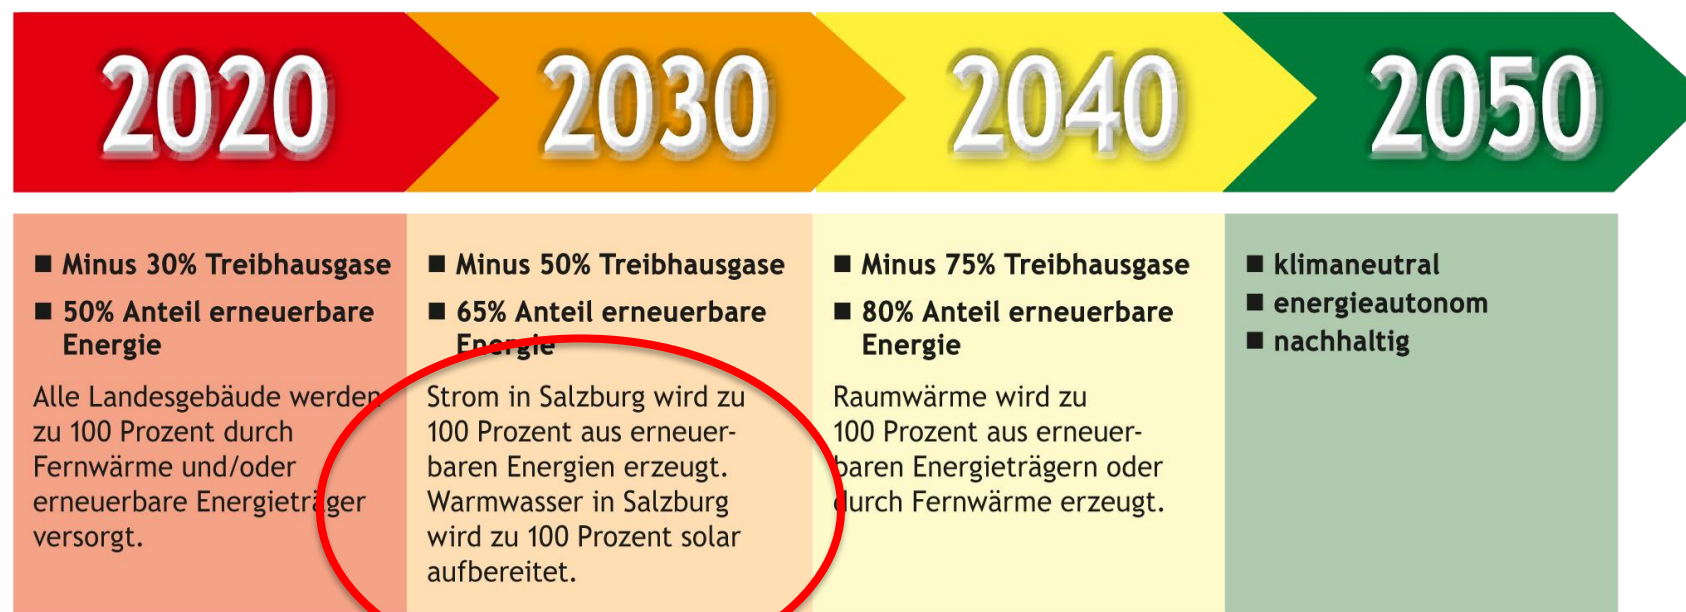 2020
2030
2040
2050
■ Minus 30% Treibhausgase
■ 50% Anteil erneuerbare
Energie
Alle Landesgebäude werden
zu 100 Prozent durch
Fernwärme und/oder
erneuerbare Energieträger
versorgt.
■ Minus 50% Treibhausgase
■ 65% Anteil erneuerbare
Energie
Strom in Salzburg wird zu
100 Prozent aus erneuer-
baren Energien erzeugt.
Warmwasser in Salzburg
wird zu 100 Prozent solar
aufbereitet.
■ Minus 75% Treibhausgase
■ 80% Anteil erneuerbare
Energie
Raumwärme wird zu
100 Prozent aus erneuer-
baren Energieträgern oder
durch Fernwärme erzeugt.
■ klimaneutral
■ energieautonom
■ nachhaltig